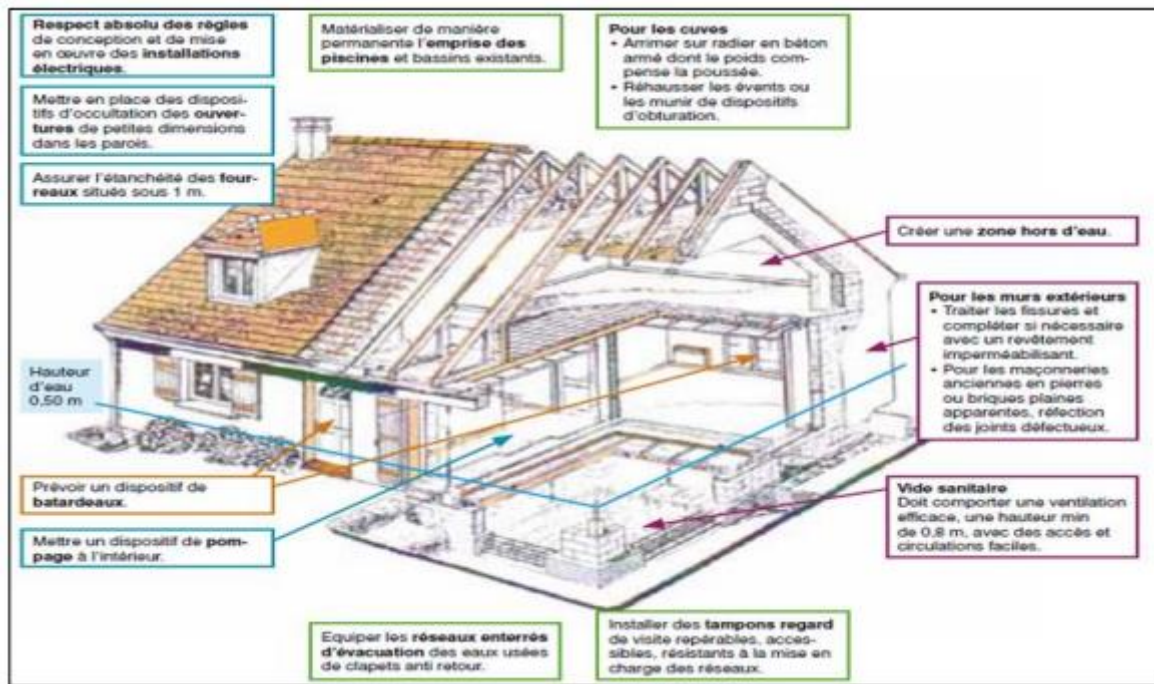 Respect absolu des règles
de conception et de mise
en œuvre des installations
électriques.
Mettre en place des disposi-
tifs d'occultation des ouver-
tures de petites dimensions
dans les parois.
Assurer l'étanchéité des four-
reaux situés sous 1 m.
Matérialiser de manière
permanente l'emprise des
piscines et bassins existants.
Pour les cuves
• Arrimer sur radier en béton
armé dont le poids com-
pense la poussée.
• Réhausser les évents ou
les munir de dispositifs
d'obturation.
Créer une zone hors d'eau.
Pour les murs extérieurs
• Traiter les fissures et
compléter si nécessaire
avec un revêtement
imperméabilisant.
• Pour les maçonneries
anciennes en pierres
ou briques plaines
apparentes, réfection
des joints défectueux.
Hauteur
d'eau
0,50 m
Prévoir un dispositif de
batardeaux.
Mettre un dispositif de pom-
page à l'intérieur.
Vide sanitaire
Doit comporter une ventilation
efficace, une hauteur min
de 0,8 m, avec des accès et
circulations faciles.
Equiper les réseaux enterrés
d'évacuation des eaux usées
de clapets anti retour.
Installer des tampons regard
de visite repérables, acces-
sibles, résistants à la mise en
charge des réseaux.